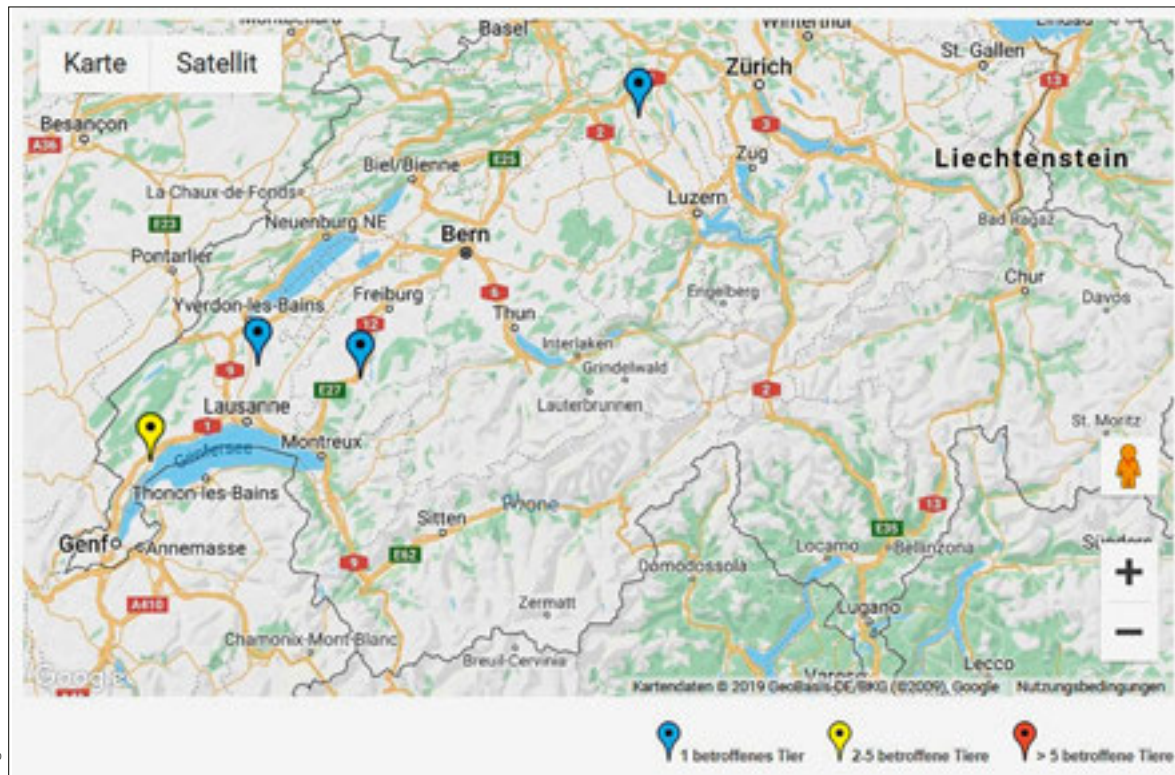 Karte Satellit
Basel
Winterthur
Lindau
St. Gallen
Zürich
13
Besançon
A36
2
3
Biel/Bienne
E25
Zug
Liechtenstein
La Chaux-de-Fonds
Luzern
E23
Neuenburg NE
Bern
Bad Ragaz
Pontarlier
Chur
Yverdon-les-Bains
Freiburg
6
Engelberg
Davos
12
Thun
Interlaken
9
Grindelwald
E27
2
Lausanne
Lauterbrunnen
1
St. Moritz
Genfersee
Montreux
Thonon-les-Bains
Rhone
13
Sitten
E35
Genf
Annemasse
9
E62
Locarno
Bellinzona
Domodossola
A410
Zermatt
Lugano
Chamonix-Mont-Blanc
Breuil-Cervinia
Lecco
Varese
+
−
Google
Kartendaten © 2019 GeoBasis-DE/BKG (©2009), Google Nutzungsbedingungen
1 betroffenes Tier 2-5 betroffene Tiere > 5 betroffene Tiere